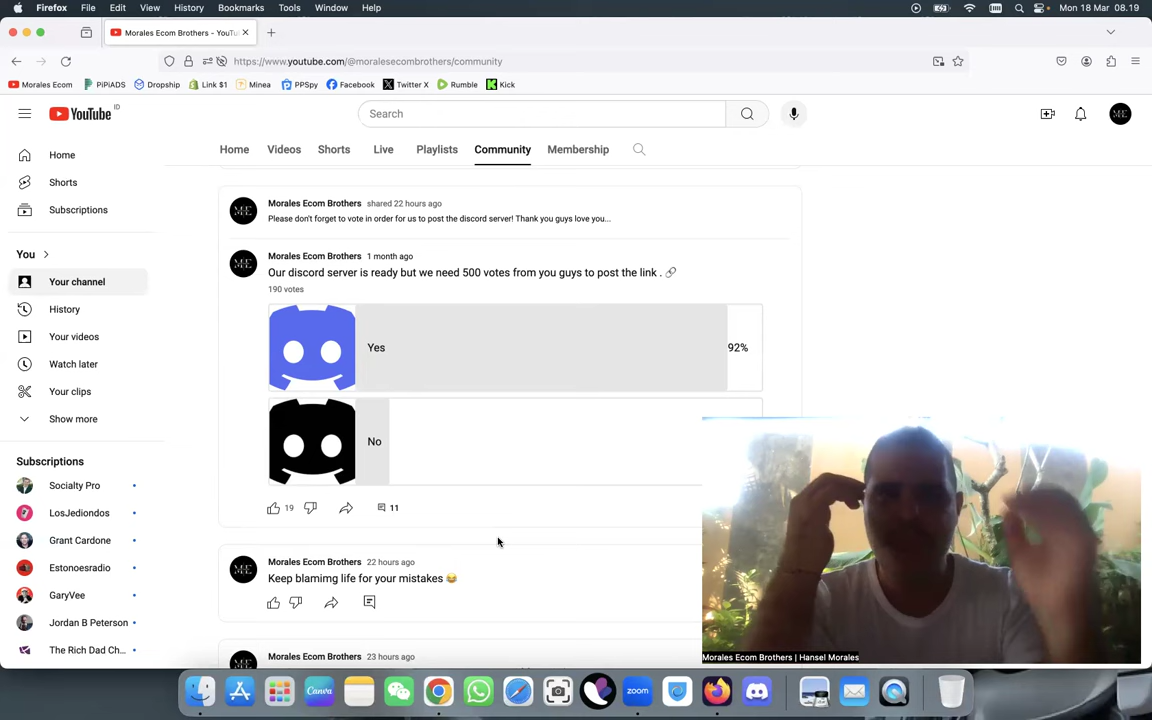 Firefox File Edit View History Bookmarks Tools Window Help Mon 18 Mar 08.19
Morales Ecom Brothers - YouTu
https://www.youtube.com/@moralesecombrothers/community
Morales Ecom PiPiADS Dropship Link $1 Minea PPSpy Facebook Twitter X Rumble Kick
YouTube ID
Search
Home Videos Shorts Live Playlists Community Membership
Home
Shorts
Subscriptions
You
Your channel
History
Your videos
Watch later
Your clips
Show more
Subscriptions
Socialty Pro
LosJediondos
Grant Cardone
Estonoesradio
GaryVee
Jordan B Peterson
The Rich Dad Ch...
Morales Ecom Brothers shared 22 hours ago
Please don't forget to vote in order for us to post the discord server! Thank you guys love you...
Morales Ecom Brothers 1 month ago
Our discord server is ready but we need 500 votes from you guys to post the link .
190 votes
Yes 92%
No
19 11
Morales Ecom Brothers 22 hours ago
Keep blamimg life for your mistakes 😂
Morales Ecom Brothers 23 hours ago
Morales Ecom Brothers | Hansel Morales
Canva
zoom